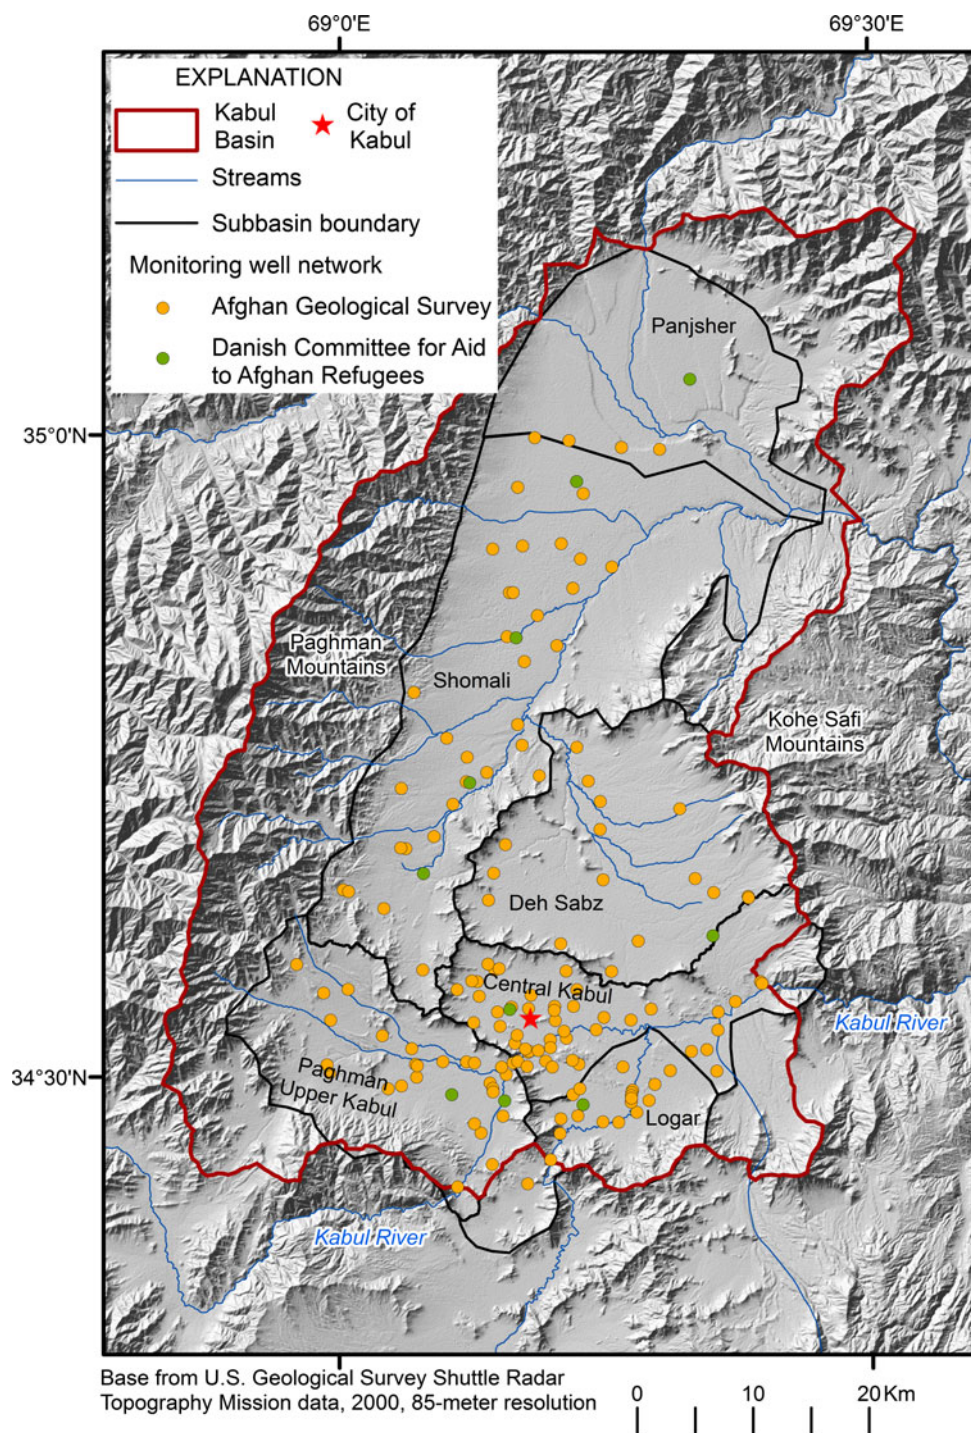 69°0'E
69°30'E
EXPLANATION
Kabul
Basin
City of
Kabul
Streams
Subbasin boundary
Monitoring well network
Afghan Geological Survey
Danish Committee for Aid
to Afghan Refugees
Panjsher
35°0'N
Paghman
Mountains
Shomali
Kohe Safi
Mountains
Deh Sabz
Central Kabul
Kabul River
34°30'N
Paghman
Upper Kabul
Logar
Kabul River
Base from U.S. Geological Survey Shuttle Radar
Topography Mission data, 2000, 85-meter resolution
0 10 20 Km